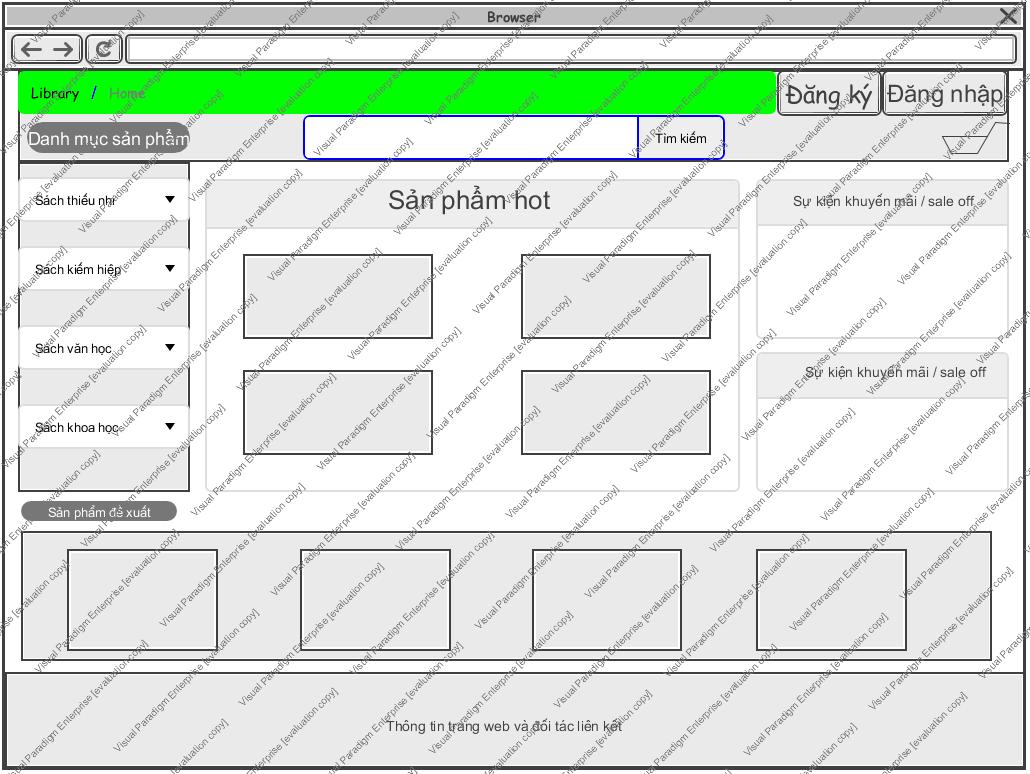 Browser
Library / Home
Đăng ký
Đăng nhập
Danh mục sản phẩm
Tìm kiếm
Sách thiếu nhi
Sách kiếm hiệp
Sách văn học
Sách khoa học
Sản phẩm hot
Sự kiện khuyến mãi / sale off
Sự kiện khuyến mãi / sale off
Sản phẩm đề xuất
Thông tin trang web và đối tác liên kết
Visual Paradigm Enterprise [evaluation copy]